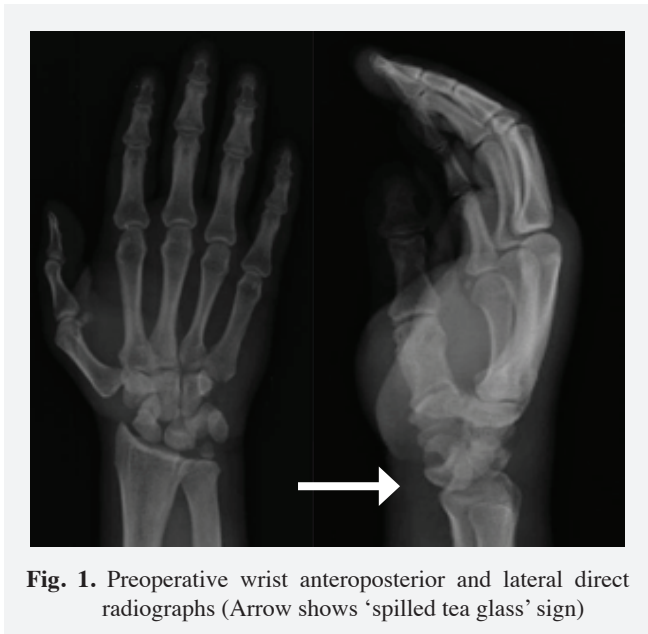 Fig. 1. Preoperative wrist anteroposterior and lateral direct
radiographs (Arrow shows ‘spilled tea glass’ sign)